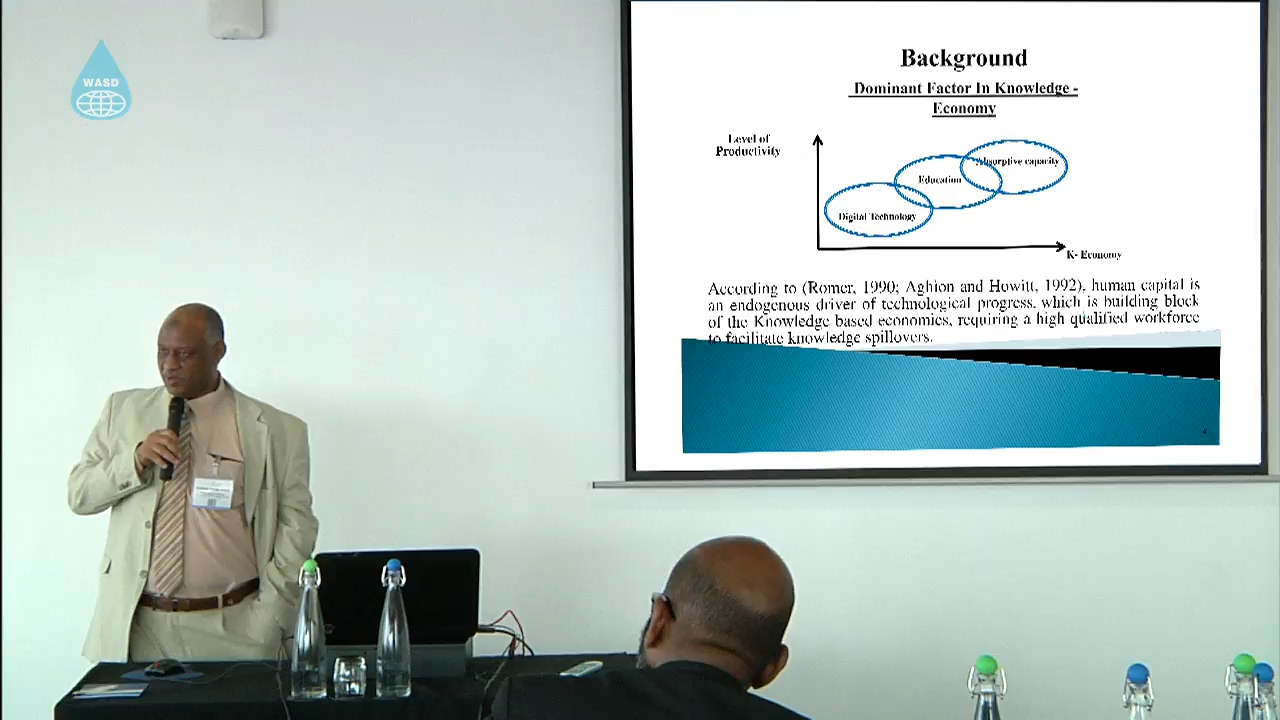 WASD
Background
Dominant Factor In Knowledge -
Economy
Level of
Productivity
Absorptive capacity
Education
Digital Technology
K- Economy
According to (Romer, 1990; Aghion and Howitt, 1992), human capital is
an endogenous driver of technological progress, which is building block
of the Knowledge based economics, requiring a high qualified workforce
to facilitate knowledge spillovers.
4